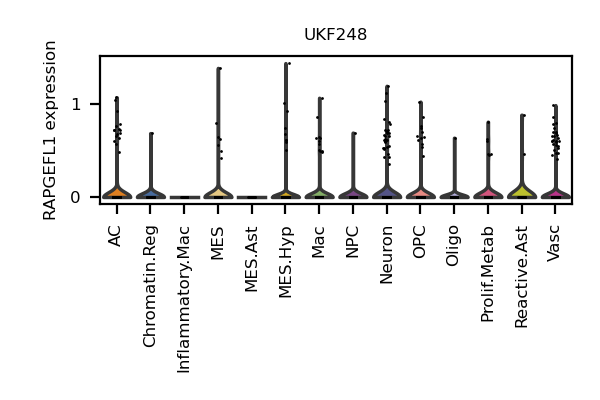 UKF248
RAPGEFL1 expression
1
0
AC
Chromatin.Reg
Inflammatory.Mac
MES
MES.Ast
MES.Hyp
Mac
NPC
Neuron
OPC
Oligo
Prolif.Metab
Reactive.Ast
Vasc